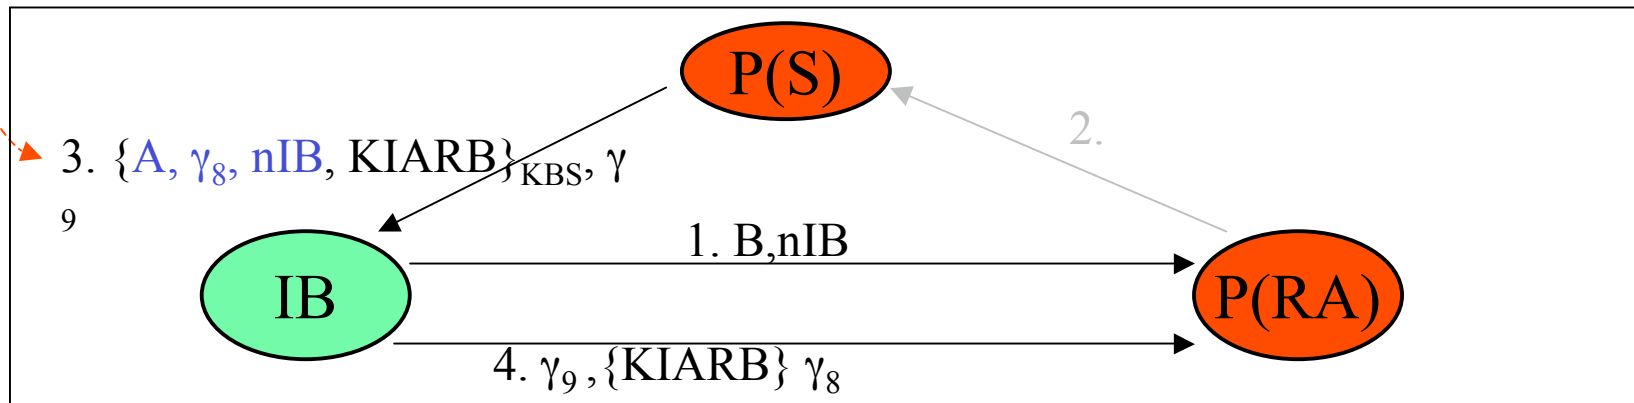 P(S)
2.
3. {A, γ₈, nIB, KIARB}KBS, γ
9
1. B,nIB
IB
P(RA)
4. γ₉ ,{KIARB} γ₈